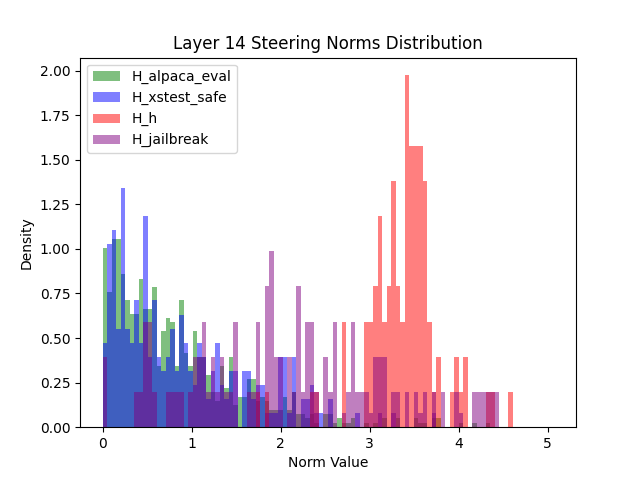 Layer 14 Steering Norms Distribution
H_alpaca_eval
H_xstest_safe
H_h
H_jailbreak
2.00
1.75
1.50
1.25
1.00
0.75
0.50
0.25
0.00
Density
0 1 2 3 4 5
Norm Value